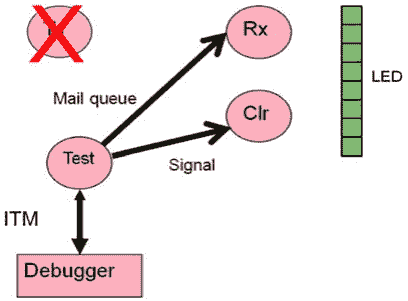 Rx
LED
Mail queue
Clr
Test
Signal
ITM
Debugger